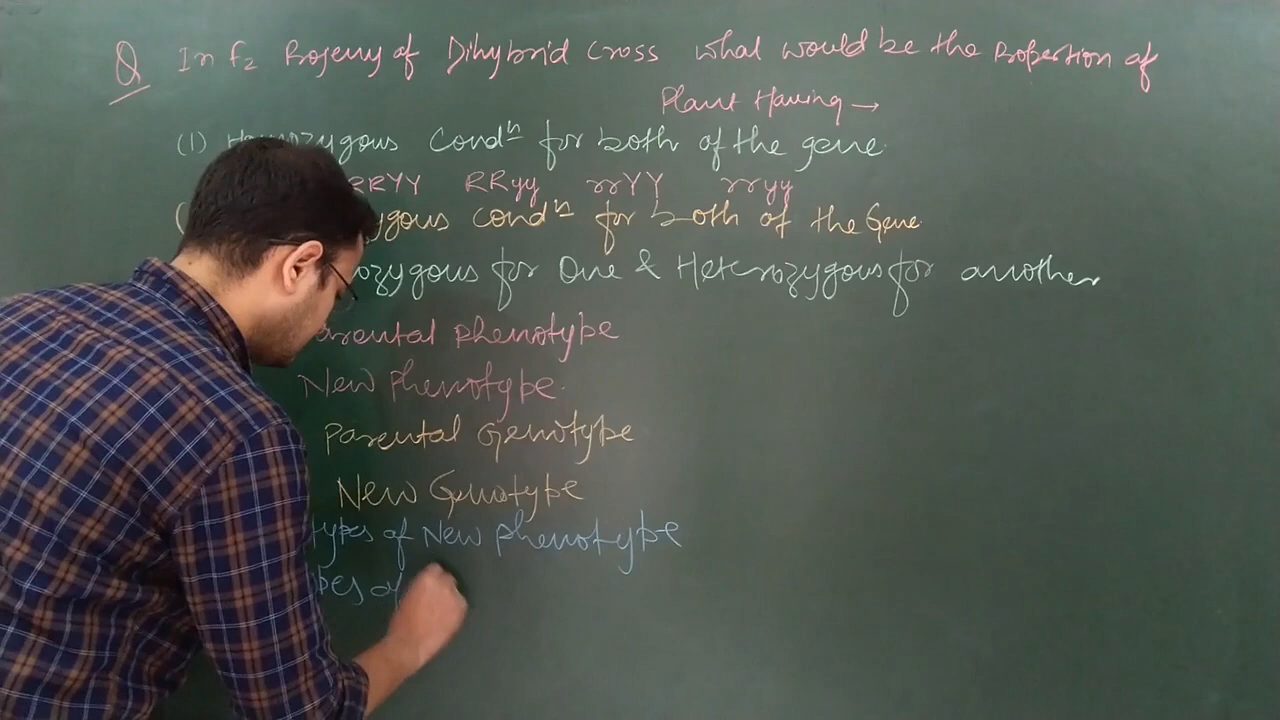 Q In F2 Progeny of Dihybrid Cross what would be the Proportion of
Plant Having →
(1) Homozygous Condⁿ for both of the gene.
RRYY RRyy rrYY rryy
zygous condⁿ for both of the Gene.
ozygous for One & Heterozygous for another
arental phenotype
New Phenotype.
Parental Genotype
New Genotype
types of New phenotype
pes of